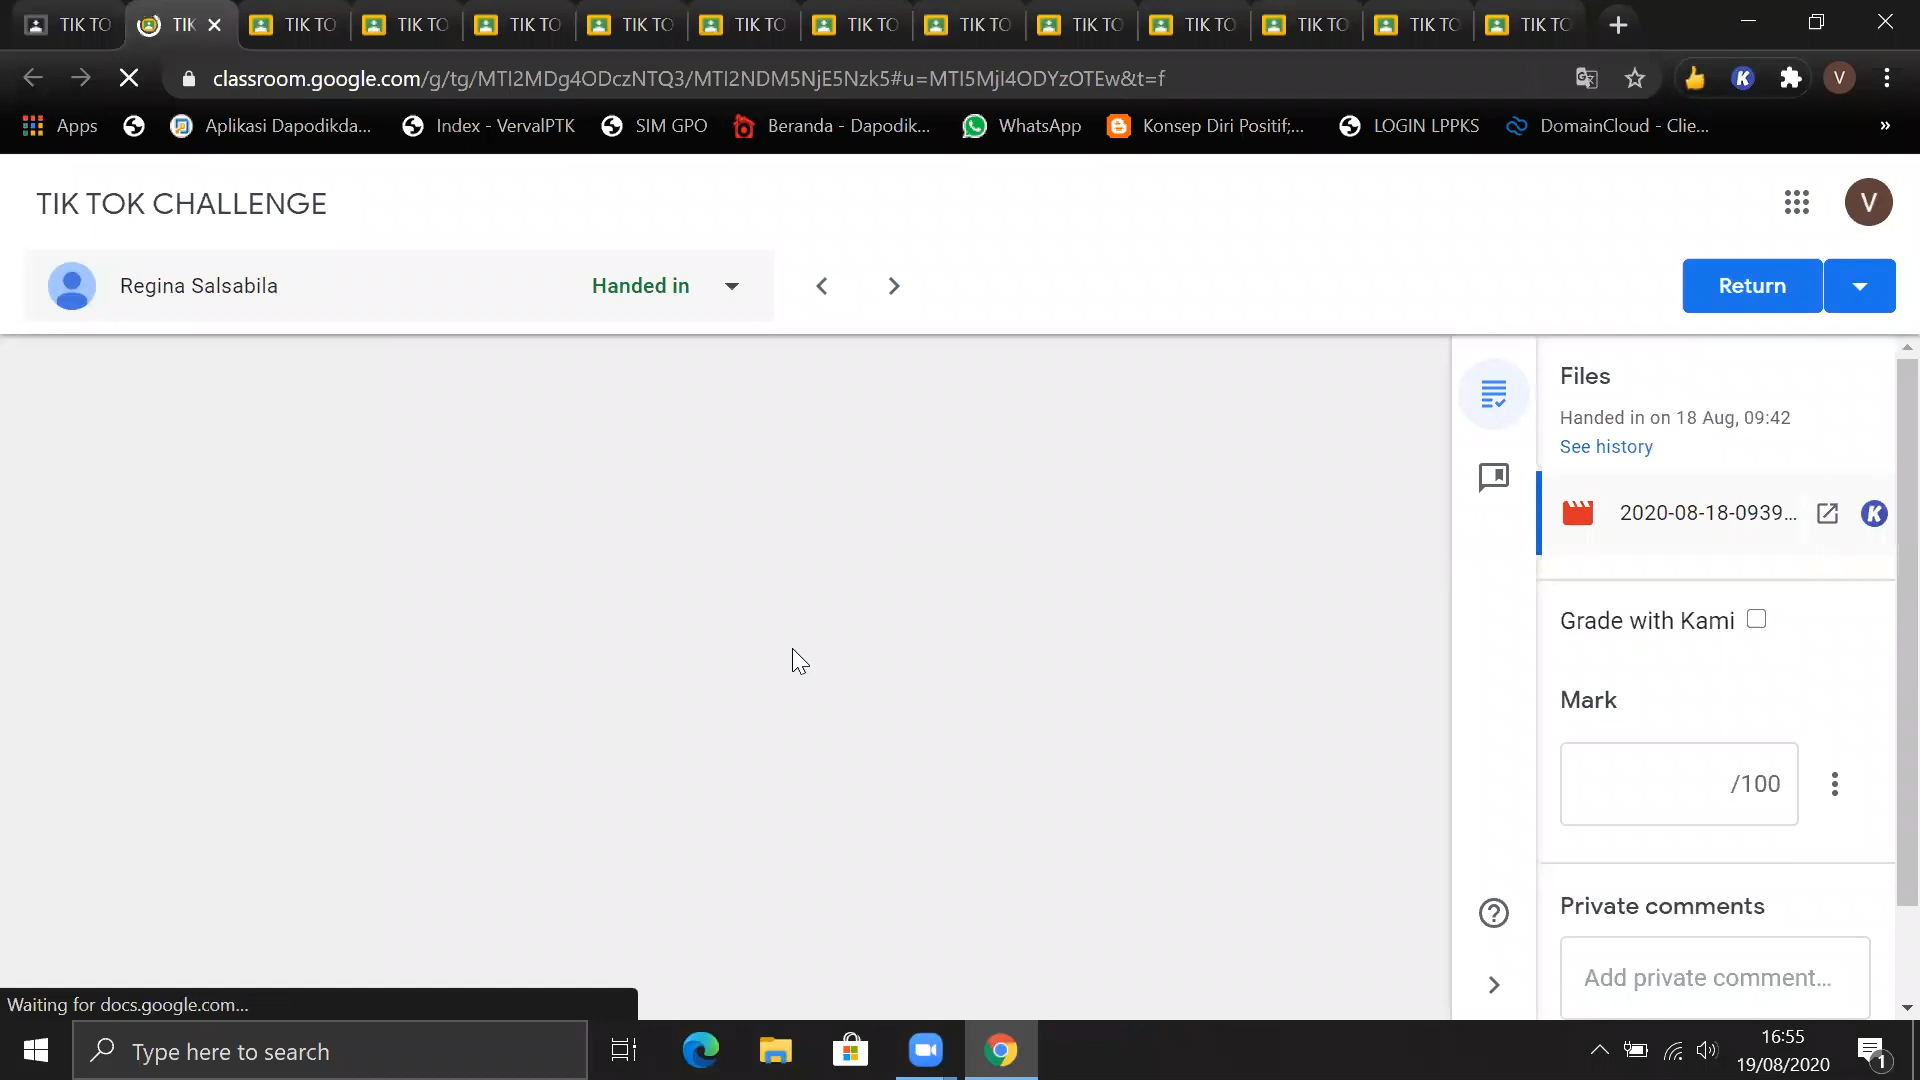 TIK TO TIK TIK TO TIK TO TIK TO TIK TO TIK TO TIK TO TIK TO TIK TO TIK TO TIK TO TIK TO TIK TO
classroom.google.com/g/tg/MTI2MDg4ODczNTQ3/MTI2NDM5NjE5Nzk5#u=MTI5MjI4ODYzOTEw&t=f K V
Apps Aplikasi Dapodikda... Index - VervalPTK SIM GPO Beranda - Dapodik... WhatsApp Konsep Diri Positif;... LOGIN LPPKS DomainCloud - Clie... »
TIK TOK CHALLENGE V
Regina Salsabila Handed in Return
Files
Handed in on 18 Aug, 09:42
See history
2020-08-18-0939... K
Grade with Kami
Mark
/100
Private comments
Add private comment...
Waiting for docs.google.com...
Type here to search
16:55
19/08/2020
1